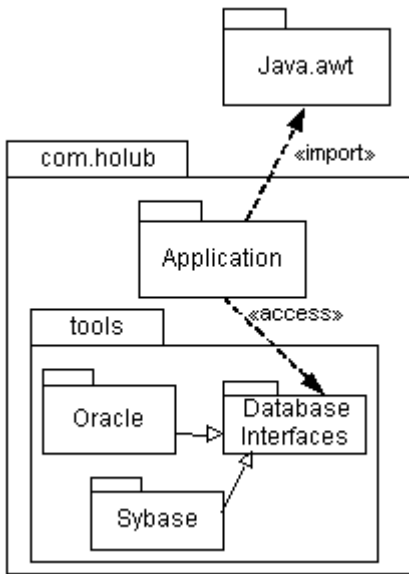 Java.awt
«import»
com.holub
Application
«access»
tools
Oracle
Database
Interfaces
Sybase